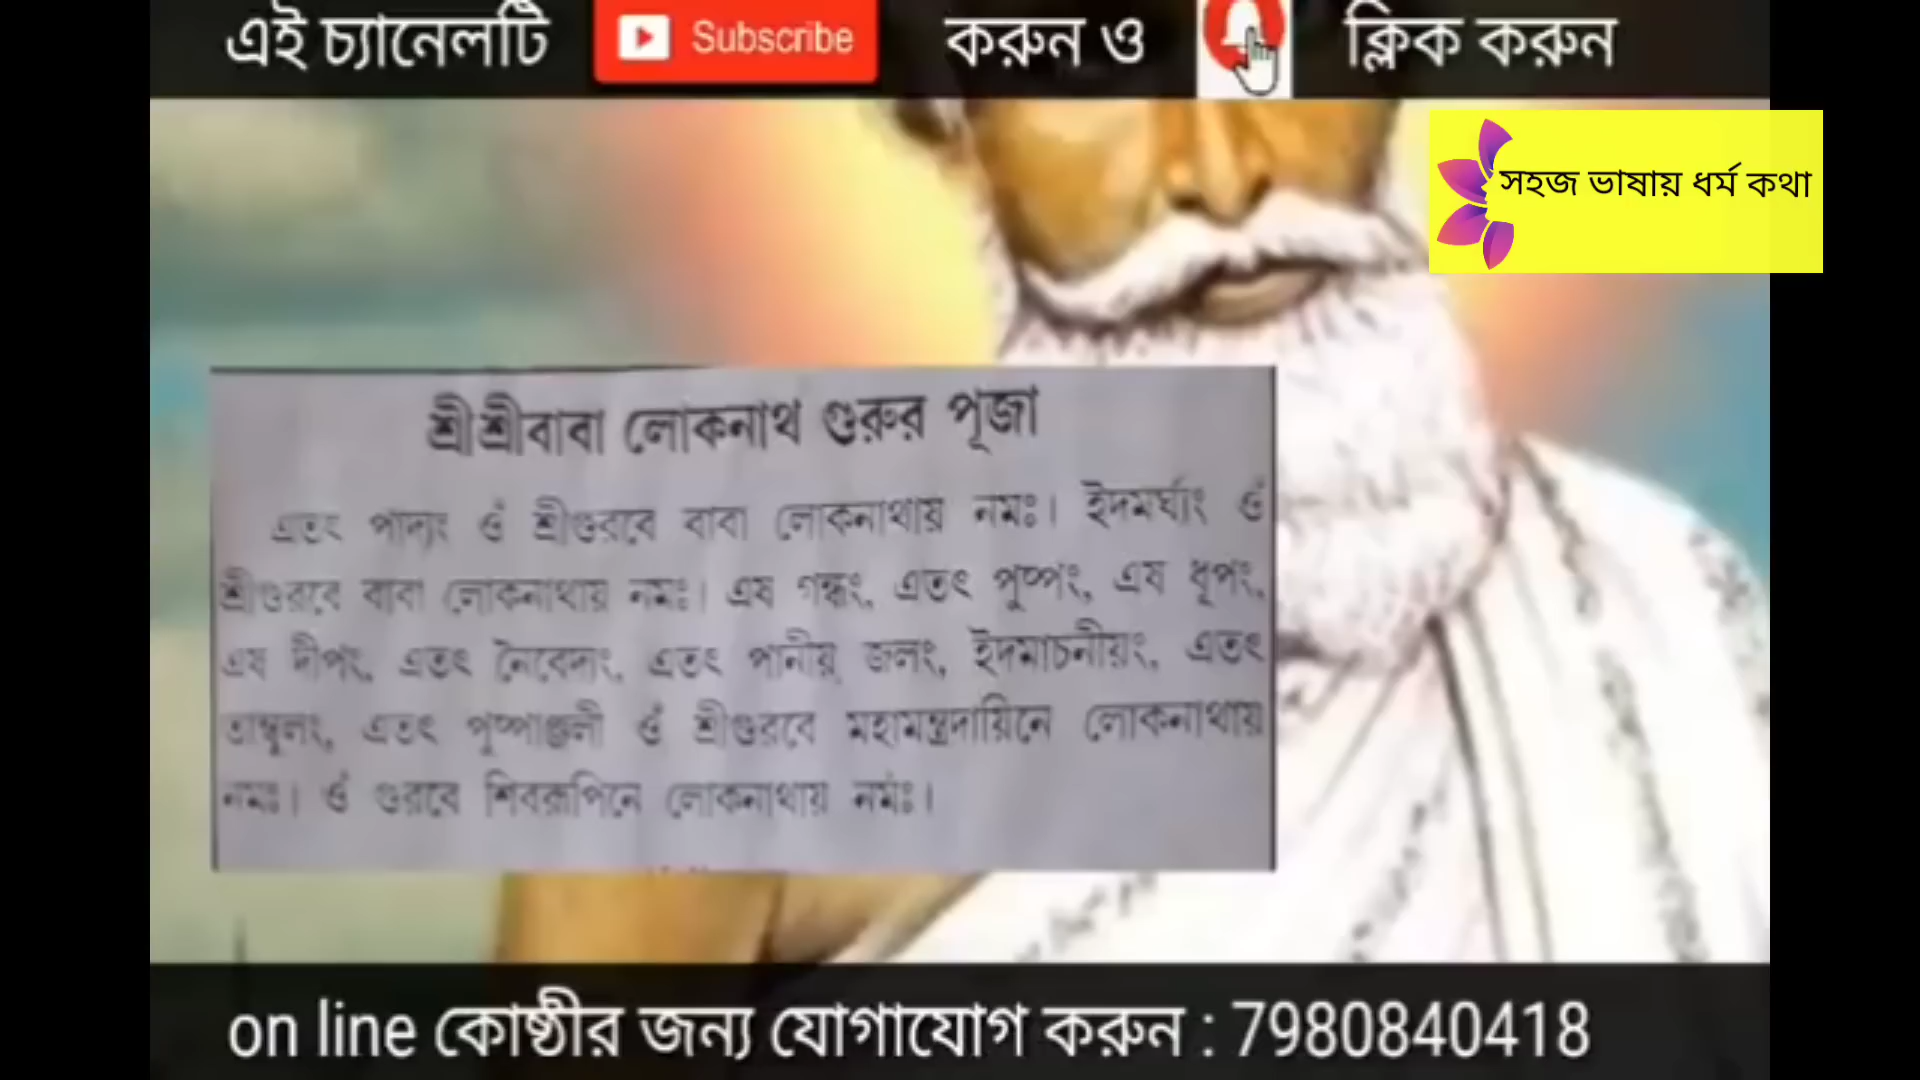 এই চ্যানেলটি Subscribe করুন ও ক্লিক করুন
সহজ ভাষায় ধর্ম কথা
শ্রীশ্রীবাবা লোকনাথ গুরুর পূজা
এতৎ পাদ্যং ওঁ শ্রীগুরবে বাবা লোকনাথায় নমঃ। ইদমর্ঘ্যং ওঁ
শ্রীগুরবে বাবা লোকনাথায় নমঃ। এষ গন্ধং, এতৎ পুষ্পং, এষ ধূপং,
এষ দীপং, এতৎ নৈবেদ্যং, এতৎ পানীয় জলং, ইদমাচনীয়ং, এতৎ
তাম্বুলং, এতৎ পুষ্পাঞ্জলী ওঁ শ্রীগুরবে মহামন্ত্রদায়িনে লোকনাথায়
নমঃ। ওঁ গুরবে শিবরূপিনে লোকনাথায় নমঃ।
on line কোষ্ঠীর জন্য যোগাযোগ করুন : 7980840418